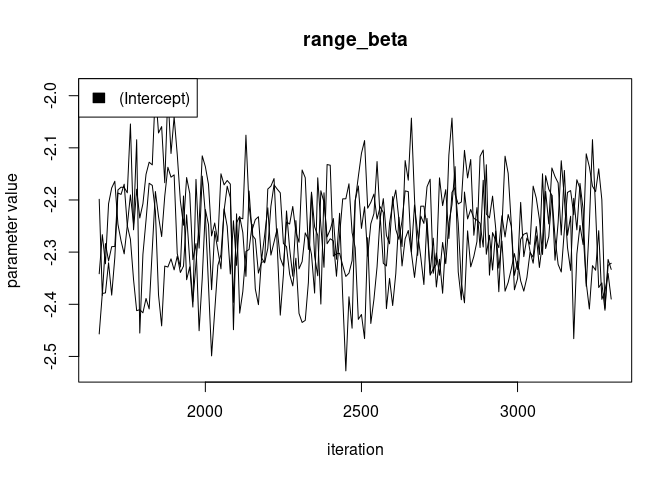 range_beta
(Intercept)
parameter value
-2.0
-2.1
-2.2
-2.3
-2.4
-2.5
2000
2500
3000
iteration